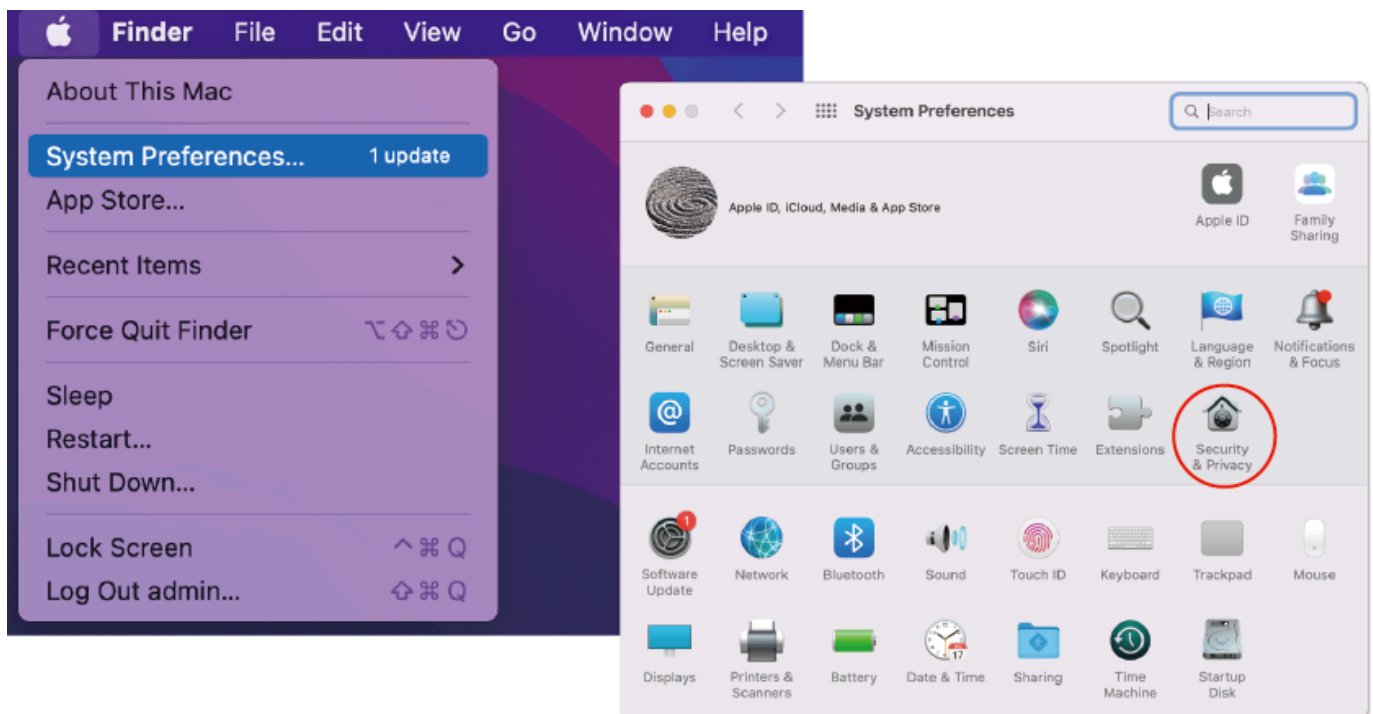 Finder File Edit View Go Window Help
About This Mac
System Preferences... 1 update
App Store...
Recent Items
Force Quit Finder ⌥⇧⌘⎋
Sleep
Restart...
Shut Down...
Lock Screen ^⌘Q
Log Out admin... ⇧⌘Q
System Preferences
Search
Apple ID, iCloud, Media & App Store
Apple ID
Family
Sharing
General
Desktop &
Screen Saver
Dock &
Menu Bar
Mission
Control
Siri
Spotlight
Language
& Region
Notifications
& Focus
Internet
Accounts
Passwords
Users &
Groups
Accessibility
Screen Time
Extensions
Security
& Privacy
1
Software
Update
Network
Bluetooth
Sound
Touch ID
Keyboard
Trackpad
Mouse
Displays
Printers &
Scanners
Battery
17
Date & Time
Sharing
Time
Machine
Startup
Disk